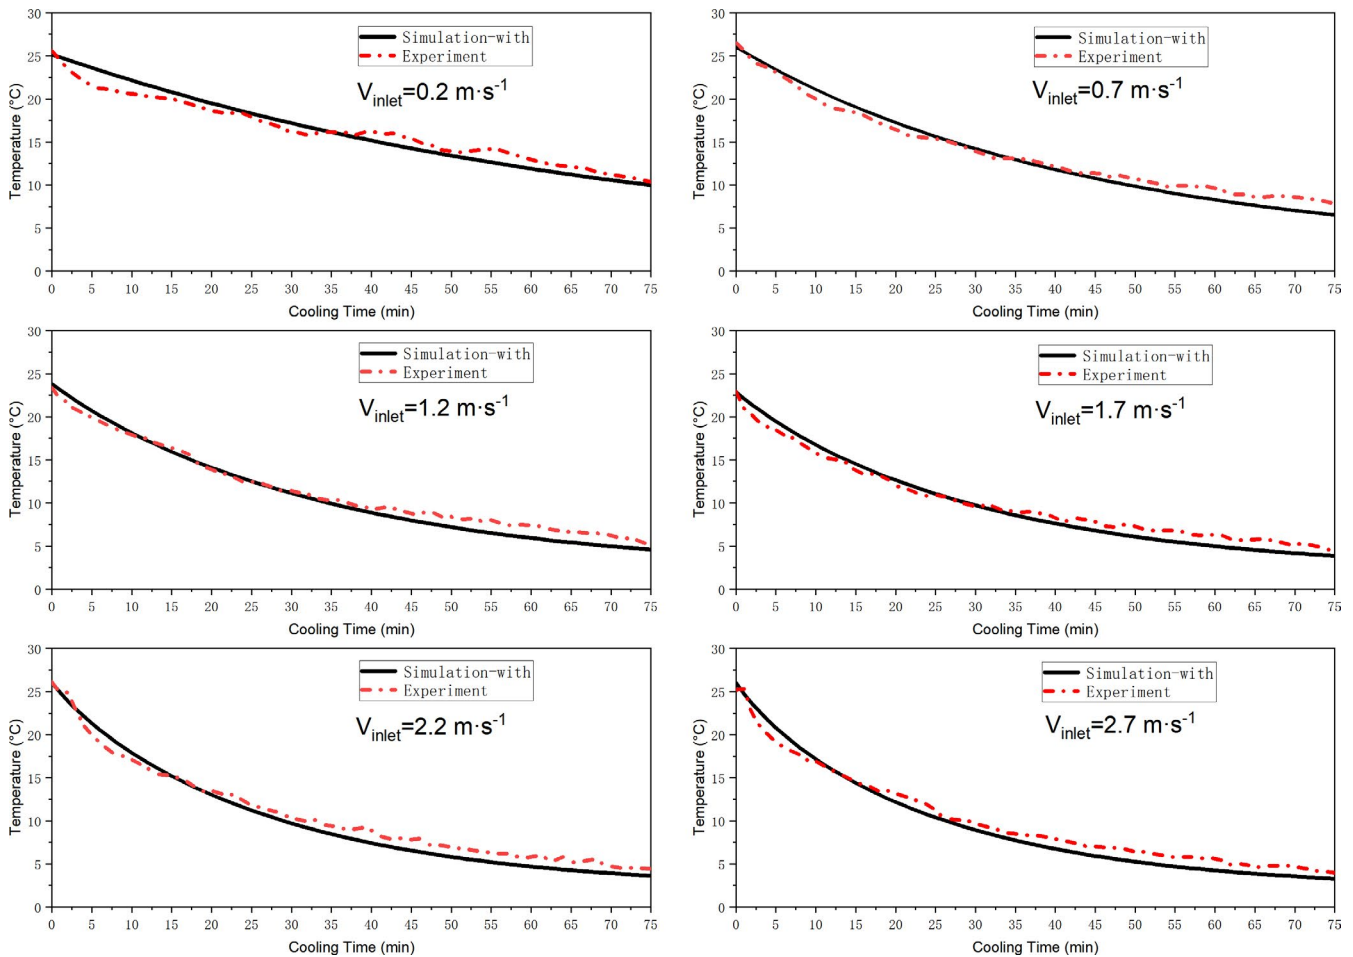 30
25
20
15
10
5
0
Temperature (°C)
Simulation-with
Experiment
V_inlet=0.2 m·s⁻¹
0 5 10 15 20 25 30 35 40 45 50 55 60 65 70 75
Cooling Time (min)
30
25
20
15
10
5
0
Temperature (°C)
Simulation-with
Experiment
V_inlet=0.7 m·s⁻¹
0 5 10 15 20 25 30 35 40 45 50 55 60 65 70 75
Cooling Time (min)
30
25
20
15
10
5
0
Temperature (°C)
Simulation-with
Experiment
V_inlet=1.2 m·s⁻¹
0 5 10 15 20 25 30 35 40 45 50 55 60 65 70 75
Cooling Time (min)
30
25
20
15
10
5
0
Temperature (°C)
Simulation-with
Experiment
V_inlet=1.7 m·s⁻¹
0 5 10 15 20 25 30 35 40 45 50 55 60 65 70 75
Cooling Time (min)
30
25
20
15
10
5
0
Temperature (°C)
Simulation-with
Experiment
V_inlet=2.2 m·s⁻¹
0 5 10 15 20 25 30 35 40 45 50 55 60 65 70 75
Cooling Time (min)
30
25
20
15
10
5
0
Temperature (°C)
Simulation-with
Experiment
V_inlet=2.7 m·s⁻¹
0 5 10 15 20 25 30 35 40 45 50 55 60 65 70 75
Cooling Time (min)